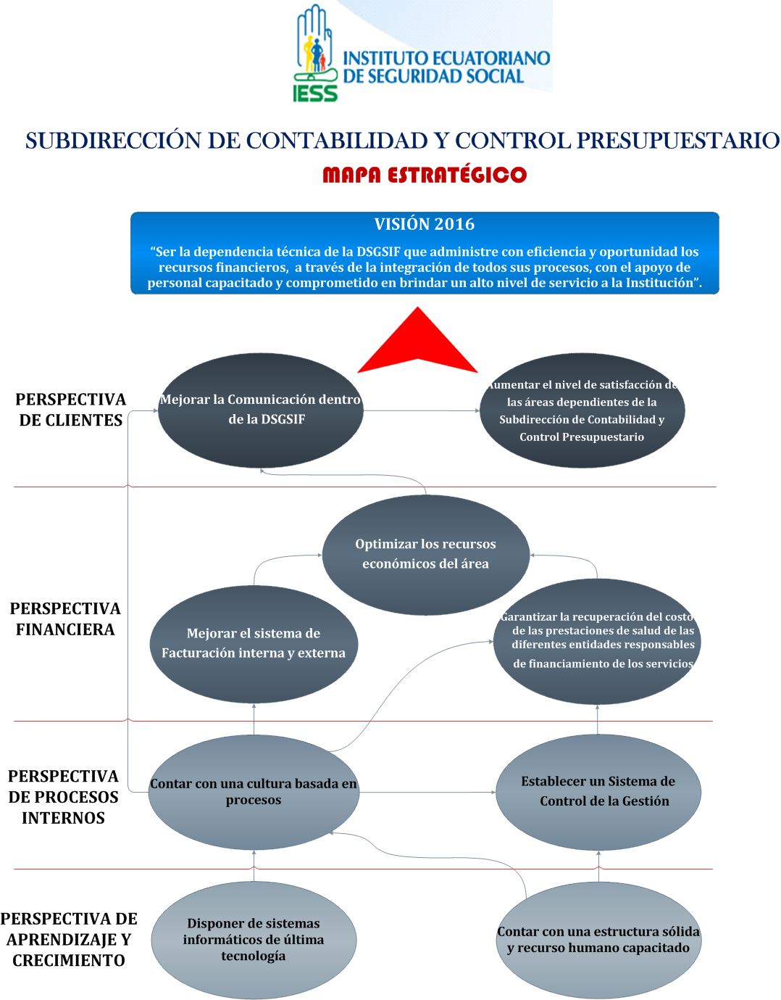 INSTITUTO ECUATORIANO
DE SEGURIDAD SOCIAL
IESS
SUBDIRECCIÓN DE CONTABILIDAD Y CONTROL PRESUPUESTARIO
MAPA ESTRATÉGICO
VISIÓN 2016
“Ser la dependencia técnica de la DSGSIF que administre con eficiencia y oportunidad los
recursos financieros, a través de la integración de todos sus procesos, con el apoyo de
personal capacitado y comprometido en brindar un alto nivel de servicio a la Institución”.
PERSPECTIVA
DE CLIENTES
Mejorar la Comunicación dentro
de la DSGSIF
Aumentar el nivel de satisfacción de
las áreas dependientes de la
Subdirección de Contabilidad y
Control Presupuestario
PERSPECTIVA
FINANCIERA
Optimizar los recursos
económicos del área
Mejorar el sistema de
Facturación interna y externa
Garantizar la recuperación del costo
de las prestaciones de salud de las
diferentes entidades responsables
de financiamiento de los servicios
PERSPECTIVA
DE PROCESOS
INTERNOS
Contar con una cultura basada en
procesos
Establecer un Sistema de
Control de la Gestión
PERSPECTIVA DE
APRENDIZAJE Y
CRECIMIENTO
Disponer de sistemas
informáticos de última
tecnología
Contar con una estructura sólida
y recurso humano capacitado